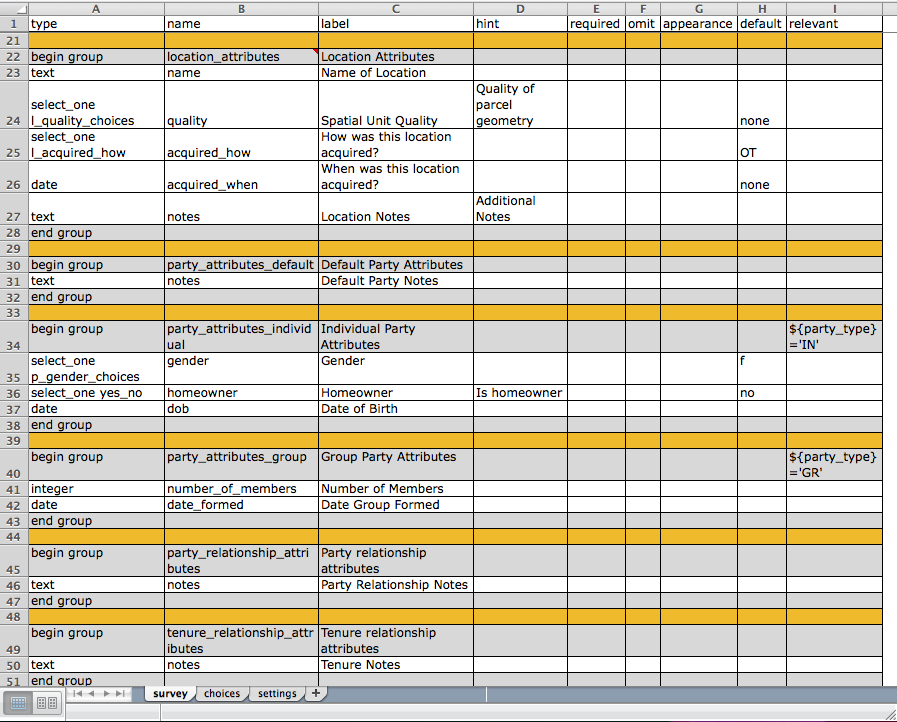 A B C D E F G H I
1 type name label hint required omit appearance default relevant
21
22 begin group location_attributes Location Attributes
23 text name Name of Location
Quality of
select_one parcel
24 l_quality_choices quality Spatial Unit Quality geometry none
select_one How was this location
25 l_acquired_how acquired_how acquired? OT
When was this location
26 date acquired_when acquired? none
Additional
27 text notes Location Notes Notes
28 end group
29
30 begin group party_attributes_default Default Party Attributes
31 text notes Default Party Notes
32 end group
33
begin group party_attributes_individ Individual Party ${party_type}
34 ual Attributes ='IN'
select_one gender Gender f
35 p_gender_choices
36 select_one yes_no homeowner Homeowner Is homeowner no
37 date dob Date of Birth
38 end group
39
begin group party_attributes_group Group Party Attributes ${party_type}
40 ='GR'
41 integer number_of_members Number of Members
42 date date_formed Date Group Formed
43 end group
44
begin group party_relationship_attri Party relationship
45 butes attributes
46 text notes Party Relationship Notes
47 end group
48
begin group tenure_relationship_attr Tenure relationship
49 ibutes attributes
50 text notes Tenure Notes
51 end group
survey choices settings +